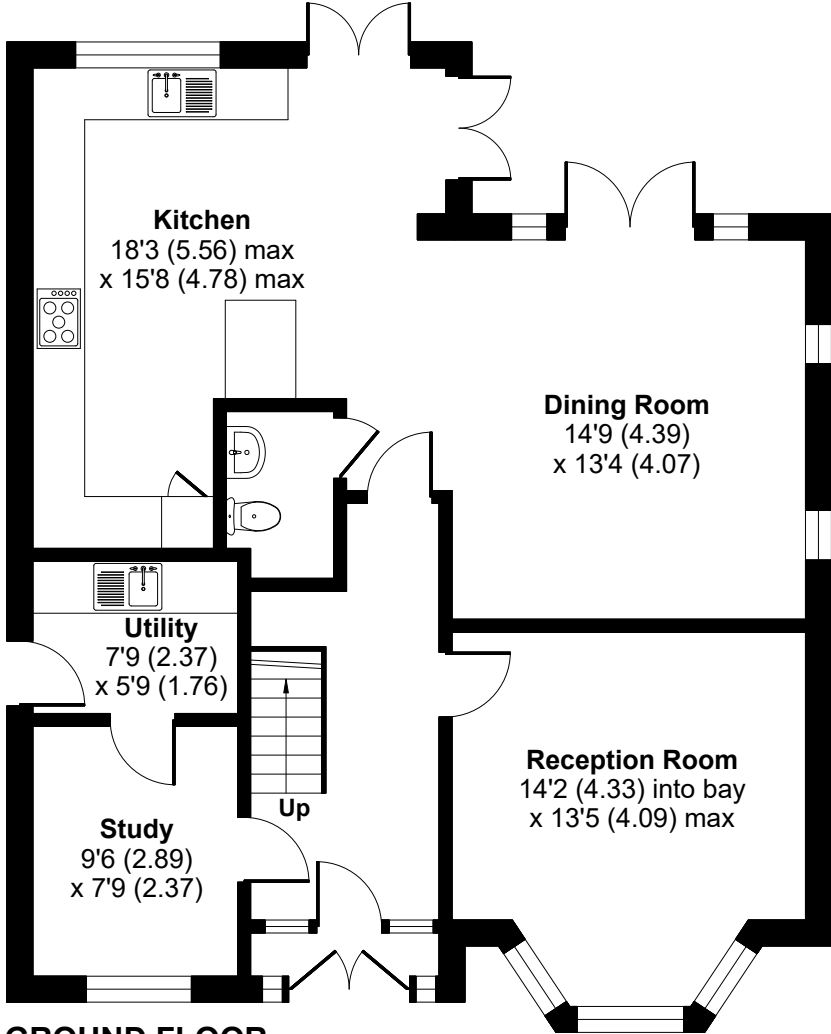 Kitchen
18'3 (5.56) max
x 15'8 (4.78) max
Dining Room
14'9 (4.39)
x 13'4 (4.07)
Utility
7'9 (2.37)
x 5'9 (1.76)
Reception Room
14'2 (4.33) into bay
x 13'5 (4.09) max
Up
Study
9'6 (2.89)
x 7'9 (2.37)
GROUND FLOOR